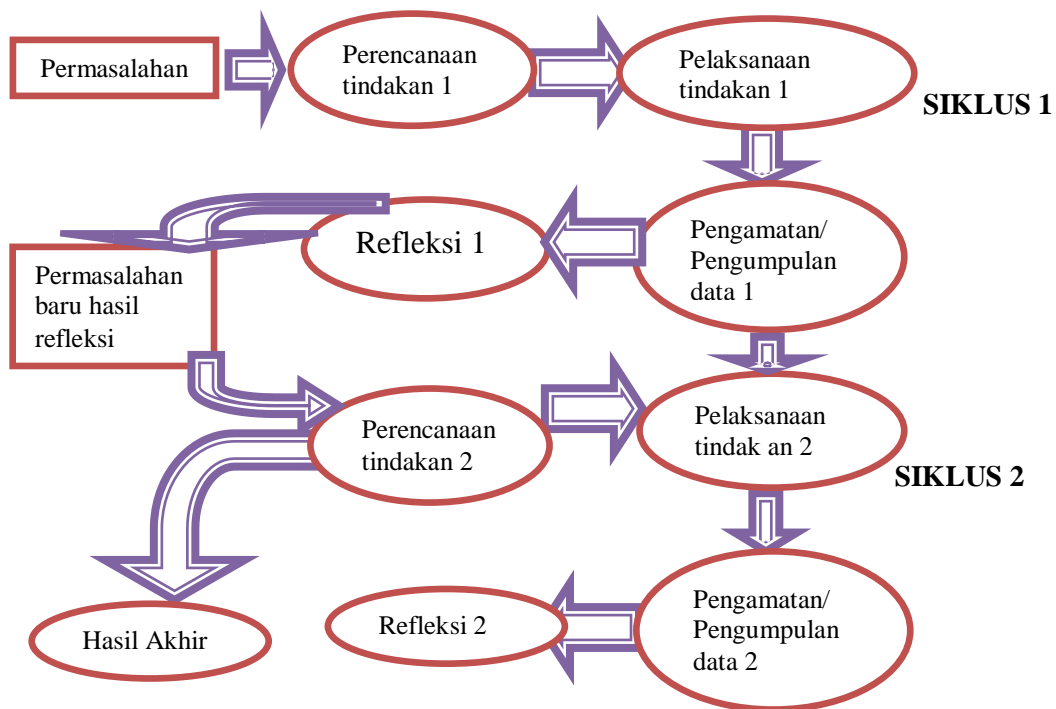 Permasalahan
Perencanaan
tindakan 1
Pelaksanaan
tindakan 1
SIKLUS 1
Pengamatan/
Pengumpulan
data 1
Refleksi 1
Permasalahan
baru hasil
refleksi
Perencanaan
tindakan 2
Pelaksanaan
tindak an 2
SIKLUS 2
Pengamatan/
Pengumpulan
data 2
Refleksi 2
Hasil Akhir